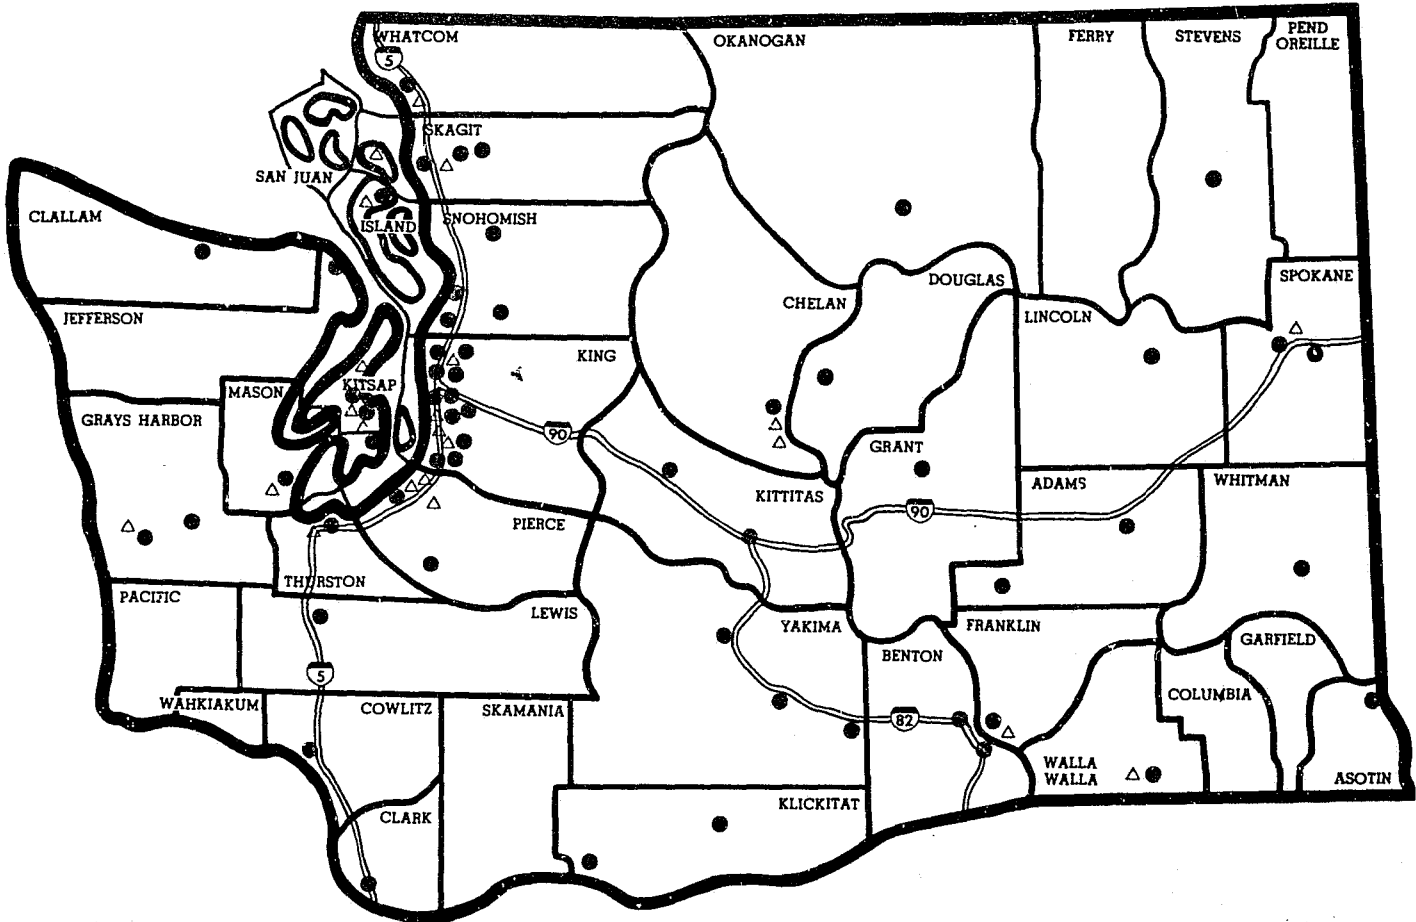 WHATCOM
OKANOGAN
FERRY
STEVENS
PEND
OREILLE
5
SKAGIT
SAN JUAN
CLALLAM
ISLAND
SNOHOMISH
SPOKANE
DOUGLAS
CHELAN
LINCOLN
JEFFERSON
KING
KITSAP
MASON
GRAYS HARBOR
90
GRANT
KITTITAS
ADAMS
WHITMAN
90
PIERCE
THURSTON
PACIFIC
LEWIS
YAKIMA
FRANKLIN
GARFIELD
BENTON
5
COLUMBIA
WAHKIAKUM
COWLITZ
SKAMANIA
82
WALLA
WALLA
ASOTIN
KLICKITAT
CLARK